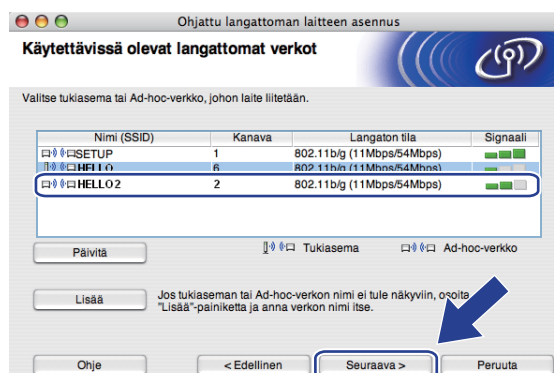 Ohjattu langattoman laitteen asennus
Käytettävissä olevat langattomat verkot
Valitse tukiasema tai Ad-hoc-verkko, johon laite liitetään.
Nimi (SSID) Kanava Langaton tila Signaali
SETUP 1 802.11b/g (11Mbps/54Mbps)
HELLO 6 802.11b/g (11Mbps/54Mbps)
HELLO2 2 802.11b/g (11Mbps/54Mbps)
Päivitä Tukiasema Ad-hoc-verkko
Lisää Jos tukiaseman tai Ad-hoc-verkon nimi ei tule näkyviin, osoita
"Lisää"-painiketta ja anna verkon nimi itse.
Ohje < Edellinen Seuraava > Peruuta